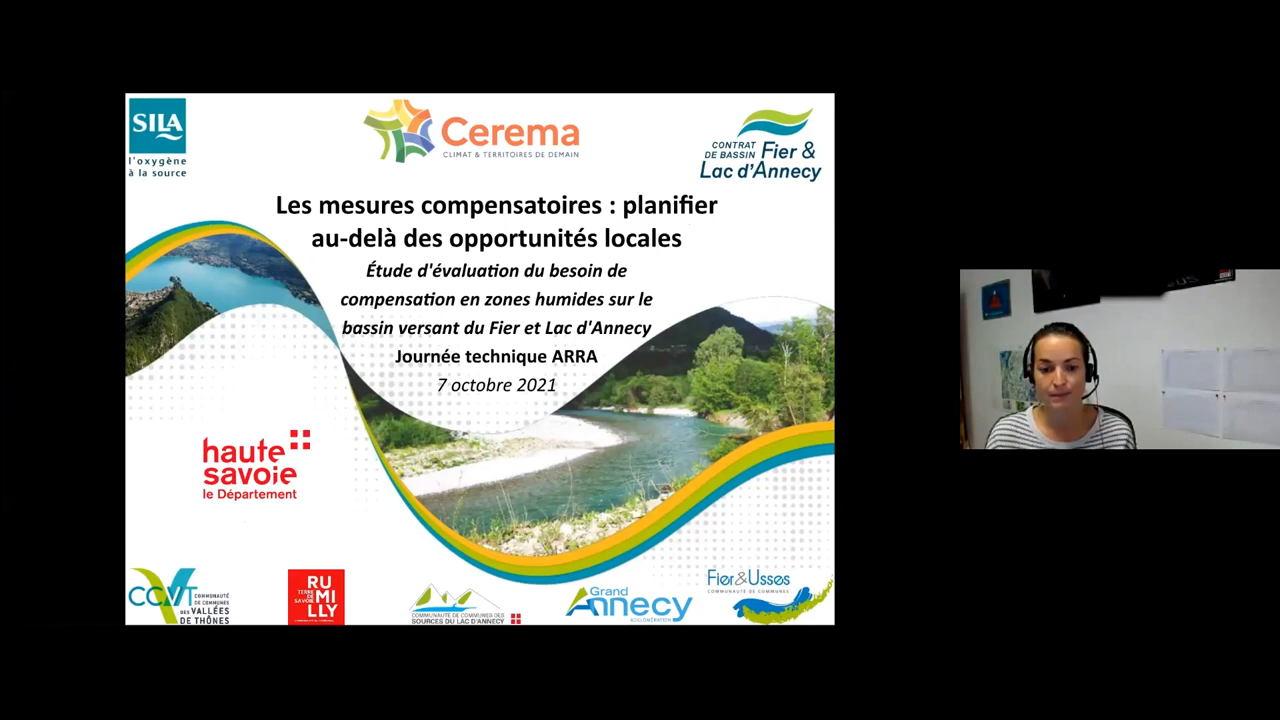 SILA
l'oxygène
à la source
Cerema
CLIMAT & TERRITOIRES DE DEMAIN
CONTRAT
DE BASSIN Fier &
Lac d'Annecy
Les mesures compensatoires : planifier
au-delà des opportunités locales
Étude d'évaluation du besoin de
compensation en zones humides sur le
bassin versant du Fier et Lac d'Annecy
Journée technique ARRA
7 octobre 2021
haute
savoie
le Département
CCVT
COMMUNAUTÉ
DE COMMUNES
DES VALLÉES
DE THÔNES
RU
TERRE DE SAVOIE
MI
LLY
COMMUNAUTÉ DE COMMUNES DES
SOURCES DU LAC D'ANNECY
Grand
Annecy
AGGLOMÉRATION
Fier&Usses
COMMUNAUTÉ DE COMMUNES